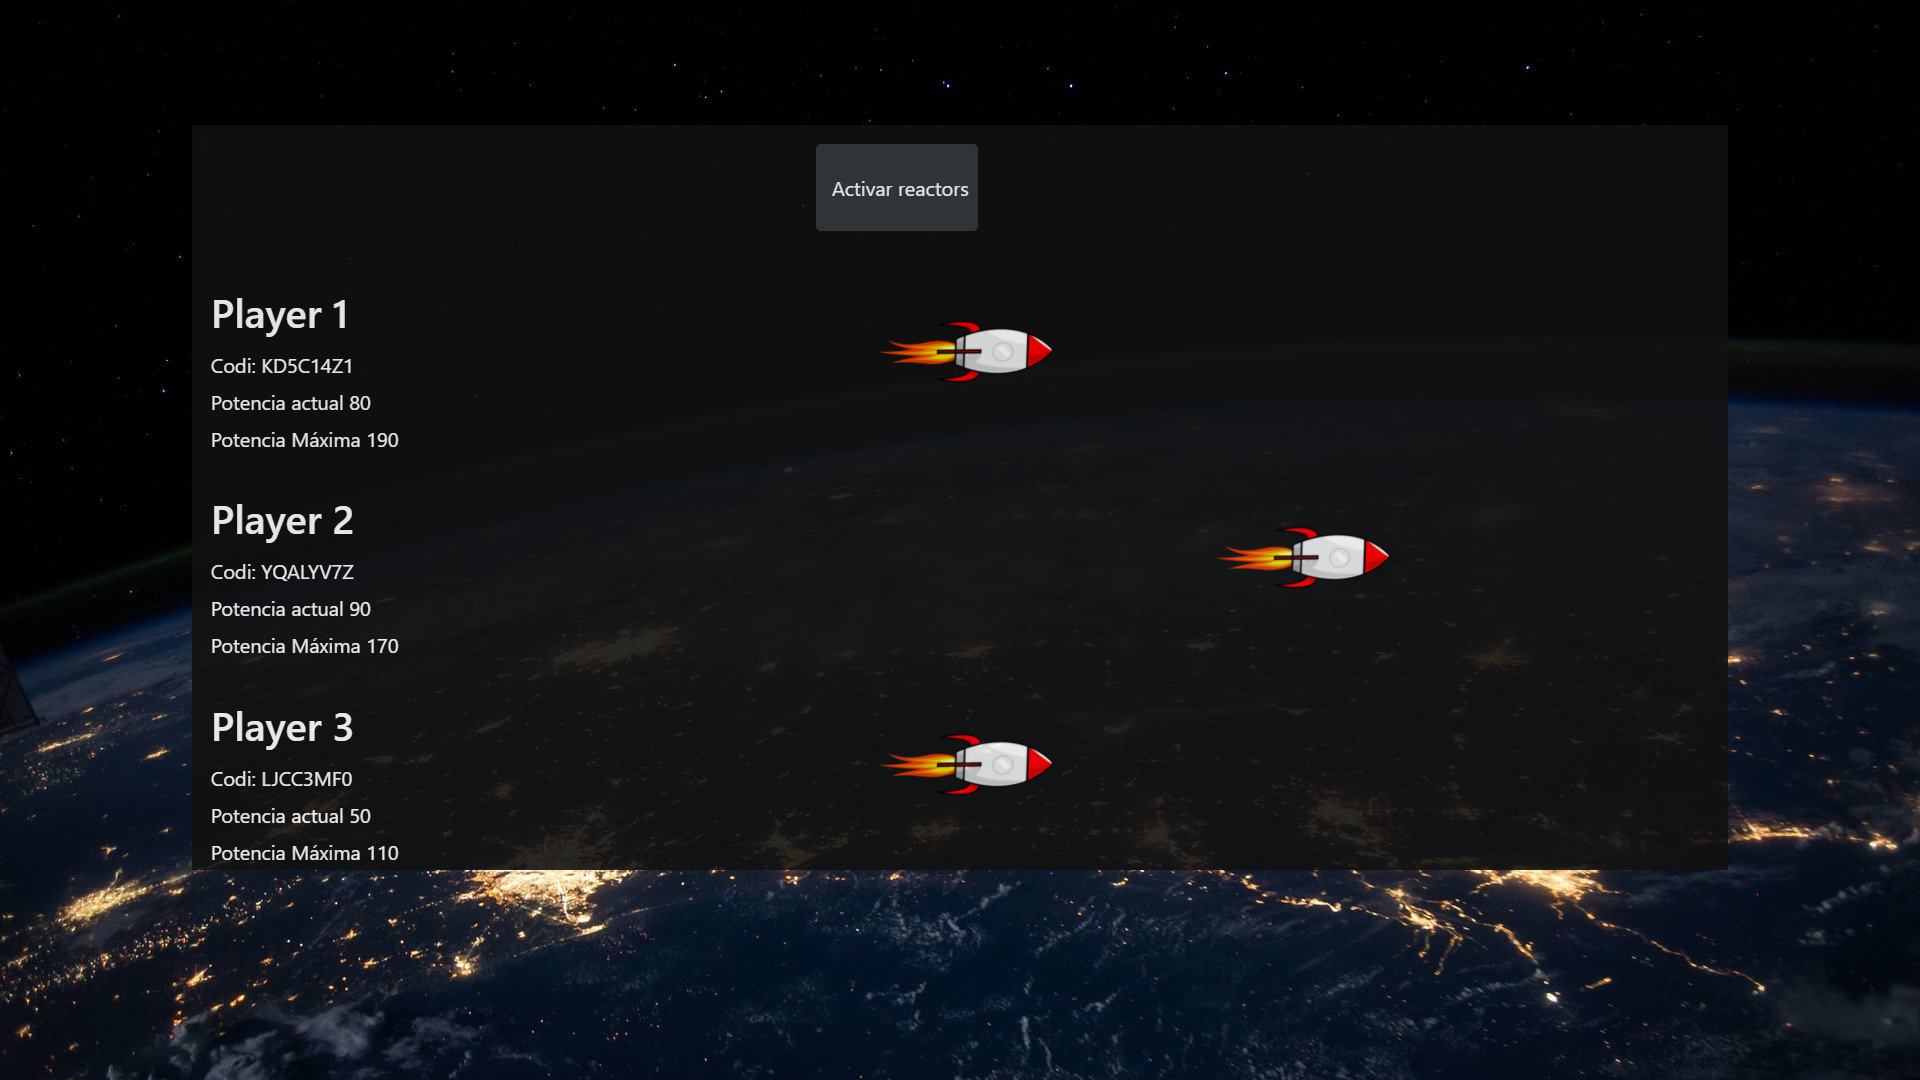 Activar reactors
Player 1
Codi: KD5C14Z1
Potencia actual 80
Potencia Máxima 190
Player 2
Codi: YQALYV7Z
Potencia actual 90
Potencia Máxima 170
Player 3
Codi: LJCC3MF0
Potencia actual 50
Potencia Máxima 110